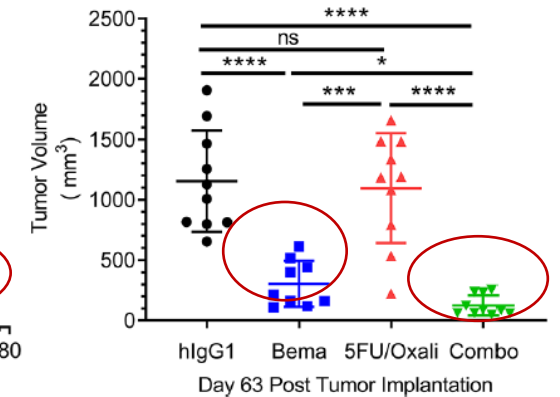 ****
ns
**** *
*** ****
Tumor Volume
( mm³)
2500
2000
1500
1000
500
0
80
hIgG1 Bema 5FU/Oxali Combo
Day 63 Post Tumor Implantation